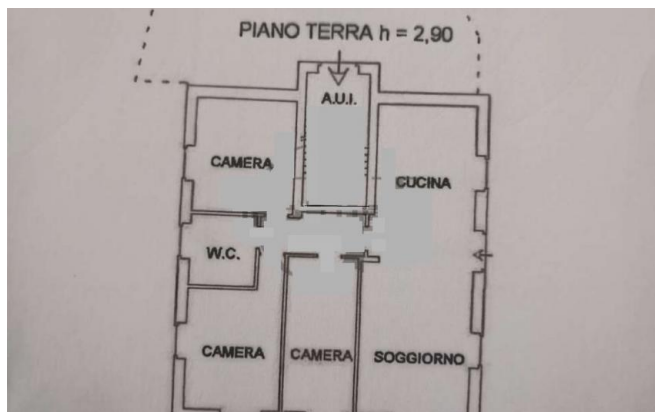 PIANO TERRA h = 2,90
A.U.I.
CAMERA
CUCINA
W.C.
CAMERA
CAMERA
SOGGIORNO